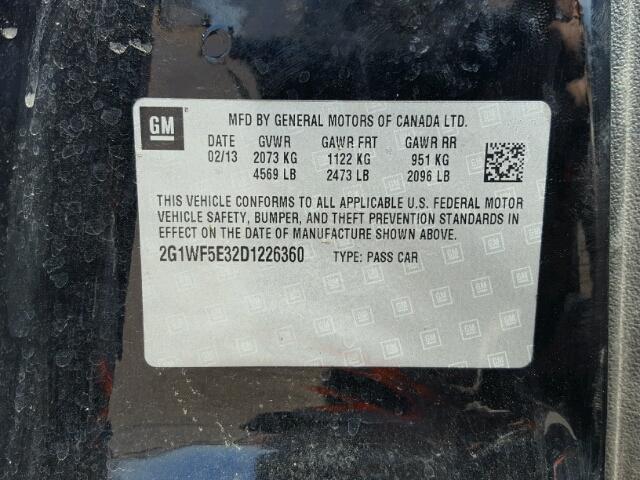 GM
MFD BY GENERAL MOTORS OF CANADA LTD.
DATE GVWR GAWR FRT GAWR RR
02/13 2073 KG 1122 KG 951 KG
4569 LB 2473 LB 2096 LB
THIS VEHICLE CONFORMS TO ALL APPLICABLE U.S. FEDERAL MOTOR
VEHICLE SAFETY, BUMPER, AND THEFT PREVENTION STANDARDS IN
EFFECT ON THE DATE OF MANUFACTURE SHOWN ABOVE.
2G1WF5E32D1226360 TYPE: PASS CAR